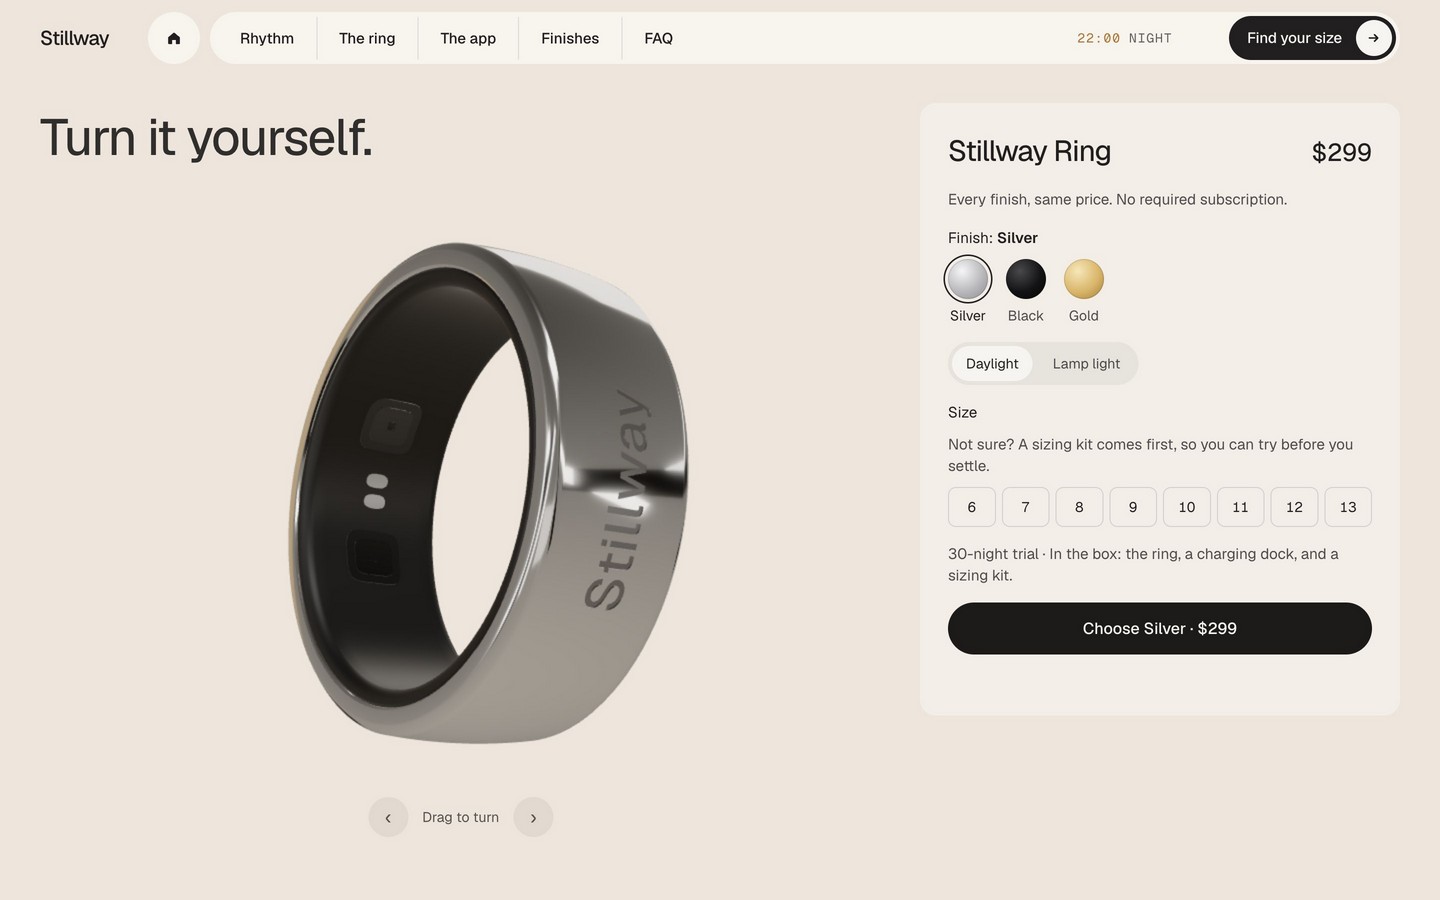 Stillway
Rhythm
The ring
The app
Finishes
FAQ
22:00 NIGHT
Find your size
Turn it yourself.
Stillway
Drag to turn
Stillway Ring
$299
Every finish, same price. No required subscription.
Finish: Silver
Silver
Black
Gold
Daylight
Lamp light
Size
Not sure? A sizing kit comes first, so you can try before you
settle.
6
7
8
9
10
11
12
13
30-night trial · In the box: the ring, a charging dock, and a
sizing kit.
Choose Silver · $299